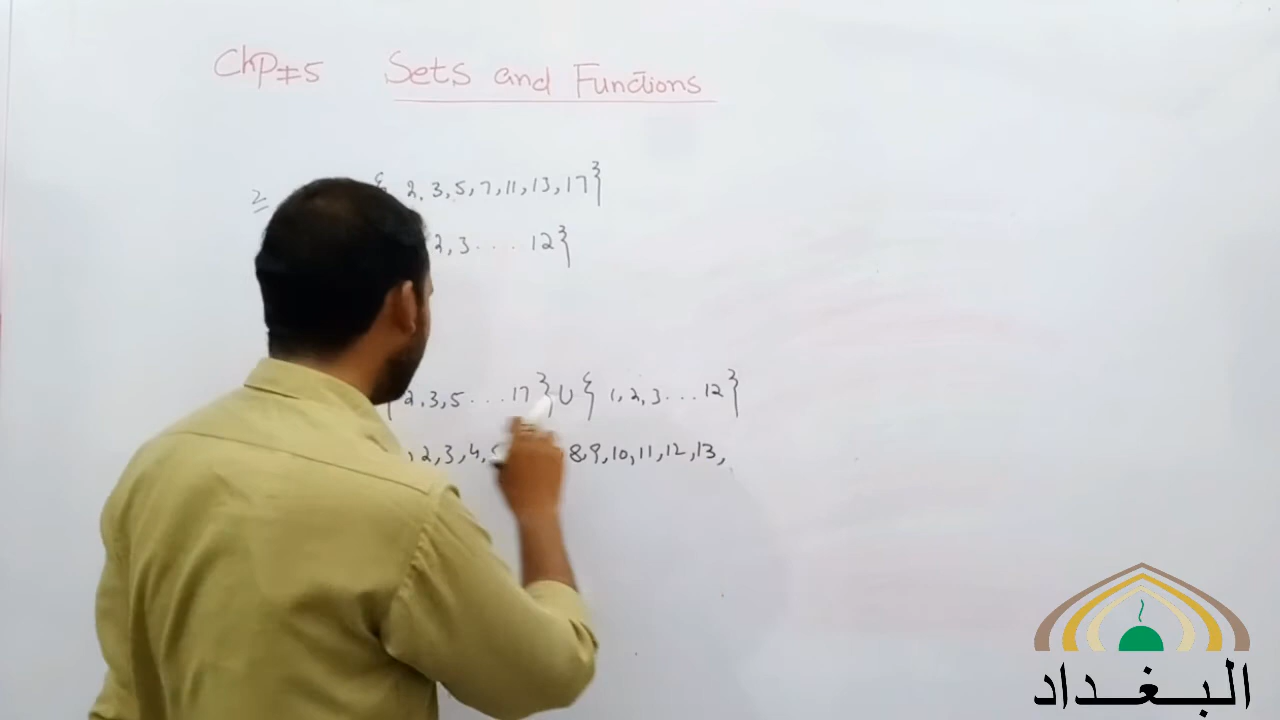 Chp#5 Sets and Functions
2 { 2, 3, 5, 7, 11, 13, 17}
2, 3 .... 12}
{ 2, 3, 5 .... 17} ∪ { 1, 2, 3 ... 12}
, 2, 3, 4, 8, 9, 10, 11, 12, 13,
البغداد